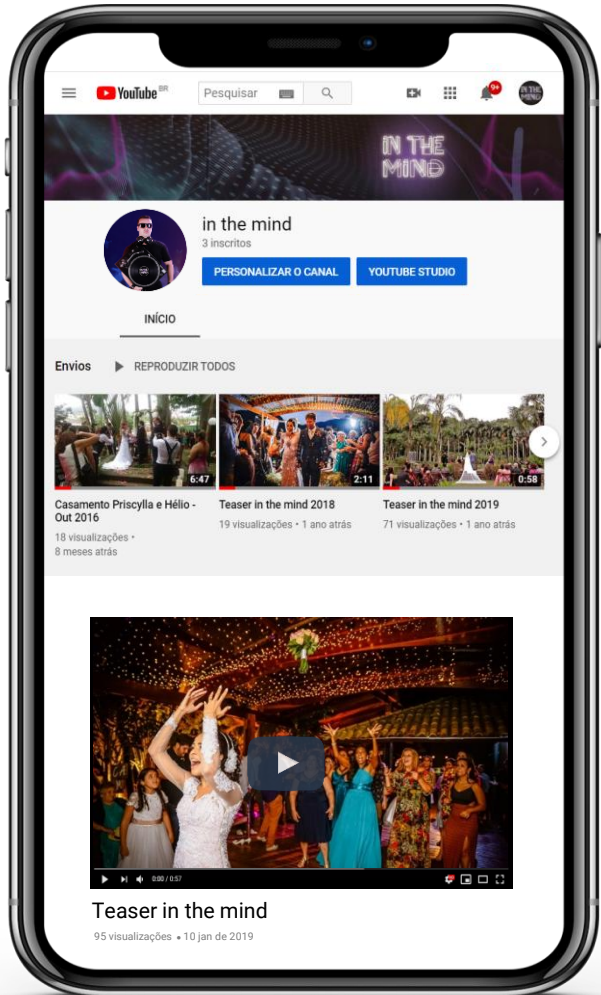 YouTube BR
Pesquisar
9+
IN THE MIND
IN THE
MIND
in the mind
3 inscritos
PERSONALIZAR O CANAL
YOUTUBE STUDIO
INÍCIO
Envios
REPRODUZIR TODOS
6:47
2:11
0:58
Casamento Priscylla e Hélio -
Out 2016
18 visualizações •
8 meses atrás
Teaser in the mind 2018
19 visualizações • 1 ano atrás
Teaser in the mind 2019
71 visualizações • 1 ano atrás
0:00 / 0:57
Teaser in the mind
95 visualizações • 10 jan de 2019